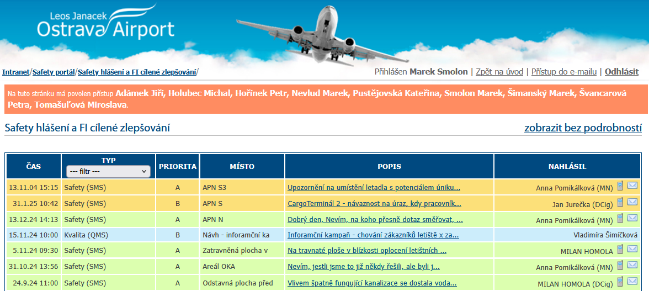 Leos Janacek
Ostrava Airport
Intranet/Safety portál/Safety hlášení a FI cílené zlepšování/
Přihlášen Marek Smolon | Zpět na úvod | Přístup do e-mailu | Odhlásit
Na tuto stránku má povolen přístup Adámek Jiří, Holubec Michal, Hořínek Petr, Nevlud Marek, Pustějovská Kateřina, Smolon Marek, Šimanský Marek, Švancarová
Petra, Tomašuľová Miroslava.
Safety hlášení a FI cílené zlepšování
zobrazit bez podrobností
ČAS TYP PRIORITA MÍSTO POPIS NAHLÁSIL
--- filtr ---
13.11.04 15:15 Safety (SMS) A APN S3 Upozornění na umístění letadla s potenciálem úniku... Anna Pomikálková (MN)
31.1.25 10:42 Safety (SMS) B APN S CargoTerminál 2 - návaznost na úraz, kdy pracovník... Jan Jurečka (DCig)
13.12.24 14:13 Safety (SMS) A APN N Dobrý den, Nevím, na koho přesně dotaz směřovat, ... Anna Pomikálková (MN)
15.11.24 10:00 Kvalita (QMS) B Návh - inforamční ka Inforamční kampaň - chování zákazníků letiště x za... Vladimíra Šimíčková
5.11.24 09:30 Safety (SMS) A Zatravněná plocha v Na travnaté ploše v blízkosti oplocení letištních ... MILAN HOMOLA
31.10.24 13:56 Safety (SMS) A Areál OKA Nevím, jestli jsme to již někdy řešili, ale byli j... Anna Pomikálková (MN)
24.9.24 11:00 Safety (SMS) A Odstavná plocha před Vlivem špatně fungující kanalizace se dostala voda... MILAN HOMOLA (DCig)